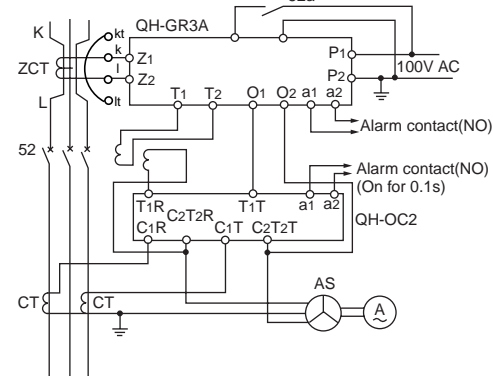 K
kt
QH-GR3A
k
Z1
P1
ZCT
l
Z2
P2
100V AC
L
lt
T1
T2
O1
O2
a1
a2
Alarm contact(NO)
52
Alarm contact(NO)
(On for 0.1s)
T1R
T1T
a1
a2
C2T2R
C1R
C1T
C2T2T
QH-OC2
CT
CT
AS
A
~